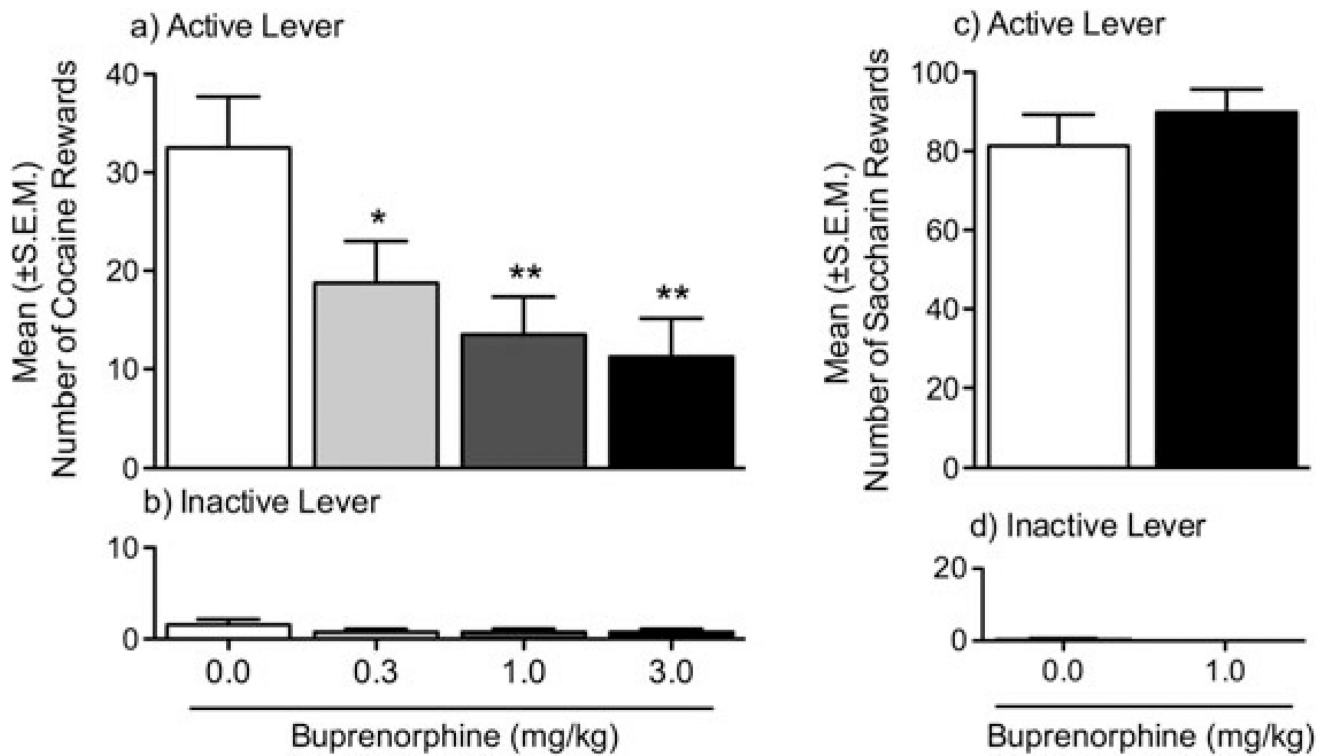 a) Active Lever
Mean (±S.E.M.)
Number of Cocaine Rewards
40
30
20
10
0
*
**
**
b) Inactive Lever
10
0
0.0 0.3 1.0 3.0
Buprenorphine (mg/kg)
c) Active Lever
Mean (±S.E.M.)
Number of Saccharin Rewards
100
80
60
40
20
0
d) Inactive Lever
20
0
0.0 1.0
Buprenorphine (mg/kg)